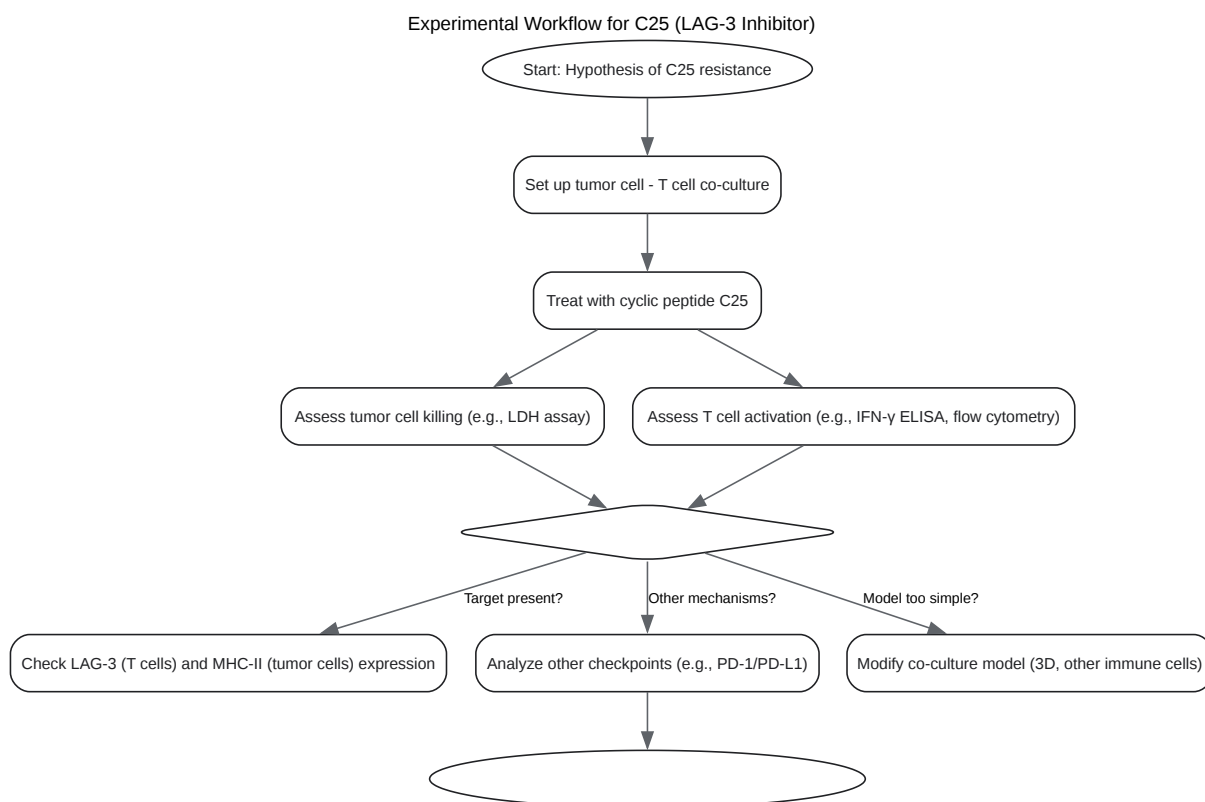 Experimental Workflow for C25 (LAG-3 Inhibitor)
Start: Hypothesis of C25 resistance
Set up tumor cell - T cell co-culture
Treat with cyclic peptide C25
Assess tumor cell killing (e.g., LDH assay)
Assess T cell activation (e.g., IFN-γ ELISA, flow cytometry)
Target present?
Other mechanisms?
Model too simple?
Check LAG-3 (T cells) and MHC-II (tumor cells) expression
Analyze other checkpoints (e.g., PD-1/PD-L1)
Modify co-culture model (3D, other immune cells)